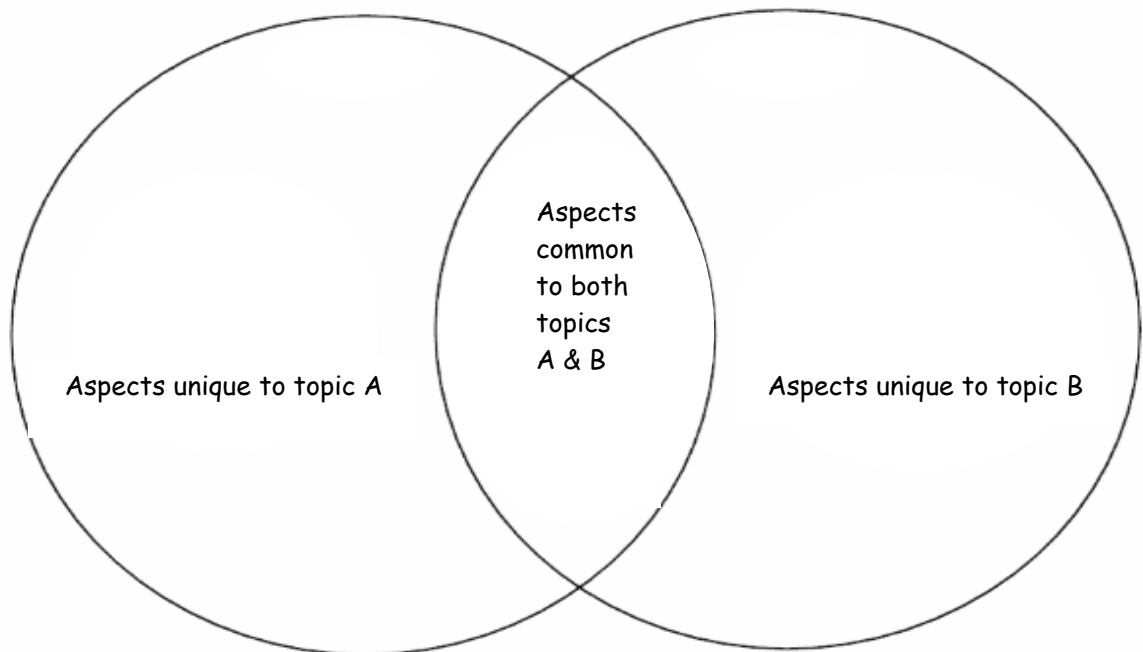 Aspects
common
to both
topics
A & B
Aspects unique to topic A
Aspects unique to topic B